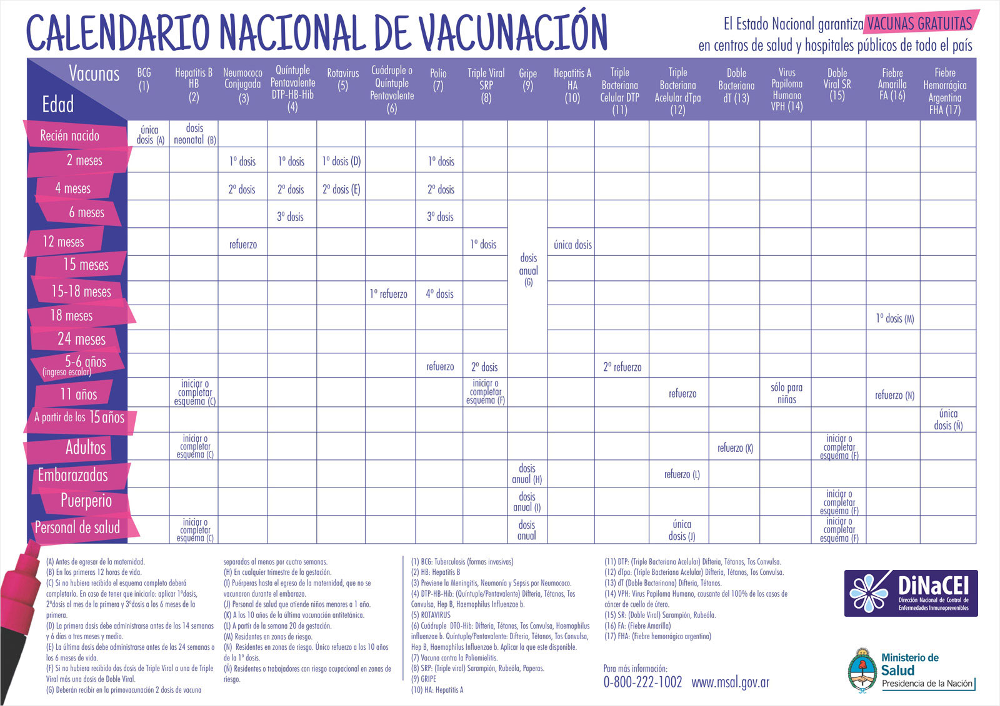 CALENDARIO NACIONAL DE VACUNACIÓN
El Estado Nacional garantiza VACUNAS GRATUITAS
en centros de salud y hospitales públicos de todo el país
Vacunas
Edad
BCG
(1)
Hepatitis B
HB
(2)
Neumococo
Conjugada
(3)
Quíntuple
Pentavalente
DTP-HB-Hib
(4)
Rotavirus
(5)
Cuádruple o
Quíntuple
Pentavalente
(6)
Polio
(7)
Triple Viral
SRP
(8)
Gripe
(9)
Hepatitis A
HA
(10)
Triple
Bacteriana
Celular DTP
(11)
Triple
Bacteriana
Acelular dTpa
(12)
Doble
Bacteriana
dT (13)
Virus
Papiloma
Humano
VPH (14)
Doble
Viral SR
(15)
Fiebre
Amarilla
FA (16)
Fiebre
Hemorrágica
Argentina
FHA (17)
Recién nacido
única
dosis (A)
dosis
neonatal (B)
2 meses
1º dosis
1º dosis
1º dosis (D)
1º dosis
4 meses
2º dosis
2º dosis
2º dosis (E)
2º dosis
6 meses
3º dosis
3º dosis
12 meses
refuerzo
1º dosis
única dosis
dosis
anual
(G)
15 meses
15-18 meses
1º refuerzo
4º dosis
18 meses
1º dosis (M)
24 meses
5-6 años
(ingreso escolar)
refuerzo
2º dosis
2º refuerzo
11 años
iniciar o
completar
esquema (C)
iniciar o
completar
esquema (F)
refuerzo
sólo para
niñas
refuerzo (N)
A partir de los 15 años
única
dosis (Ñ)
Adultos
iniciar o
completar
esquema (C)
refuerzo (K)
iniciar o
completar
esquema (F)
Embarazadas
dosis
anual (H)
refuerzo (L)
Puerperio
dosis
anual (I)
iniciar o
completar
esquema (F)
Personal de salud
iniciar o
completar
esquema (C)
dosis
anual
única
dosis (J)
iniciar o
completar
esquema (F)
(A) Antes de egresar de la maternidad.
(B) En los primeras 12 horas de vida.
(C) Si no hubiera recibido el esquema completo deberá
completarlo. En caso de tener que iniciarlo: aplicar 1ºdosis,
2ºdosis al mes de la primera y 3ºdosis a los 6 meses de la
primera.
(D) La primera dosis debe administrarse antes de las 14 semanas
y 6 días o tres meses y medio.
(E) La última dosis debe administrarse antes de las 24 semanas o
los 6 meses de vida.
(F) Si no hubiera recibido dos dosis de Triple Viral a una de Triple
Viral más una dosis de Doble Viral.
(G) Deberán recibir en la primovacunación 2 dosis de vacuna
separadas al menos por cuatro semanas.
(H) En cualquier trimestre de la gestación.
(I) Puérperas hasta el egreso de la maternidad, que no se
vacunaron durante el embarazo.
(J) Personal de salud que atiende niños menores a 1 año.
(K) A los 10 años de la última vacunación antitetánica.
(L) A partir de la semana 20 de gestación.
(M) Residentes en zonas de riesgo.
(N) Residentes en zonas de riesgo. Único refuerzo a los 10 años
de la 1º dosis.
(Ñ) Residentes o trabajadores con riesgo ocupacional en zonas de
riesgo.
(1) BCG: Tuberculosis (formas invasivas)
(2) HB: Hepatitis B
(3) Previene la Meningitis, Neumonía y Sepsis por Neumococo.
(4) DTP-HB-Hib: (Quíntuple/Pentavalente) Difteria, Tétanos, Tos
Convulsa, Hep B, Haemophilus Influenzae b.
(5) ROTAVIRUS
(6) Cuádruple DTO-Hib: Difteria, Tétanos, Tos Convulsa, Haemophilus
influenzae b. Quíntuple/Pentavalente: Difteria, Tétanos, Tos Convulsa,
Hep B, Haemophilus Influenzae b. Aplicar la que este disponible.
(7) Vacuna contra la Poliomielitis.
(8) SRP: (Triple viral) Sarampión, Rubeóla, Paperas.
(9) GRIPE
(10) HA: Hepatitis A
(11) DTP: (Triple Bacteriana Acelular) Difteria, Tétanos, Tos Convulsa.
(12) dTpa: (Triple Bacteriana Acelular) Difteria, Tétanos, Tos Convulsa.
(13) dT (Doble Bacterinana) Difteria, Tétanos.
(14) VPH: Virus Papiloma Humano, causante del 100% de los casos de
cáncer de cuello de útero.
(15) SR: (Doble Viral) Sarampión, Rubeóla.
(16) FA: (Fiebre Amarilla)
(17) FHA: (Fiebre hemorrágica argentina)
Para más información:
0-800-222-1002 www.msal.gov.ar
DiNaCEI
Dirección Nacional de Control de
Enfermedades Inmunoprevenibles
Ministerio de
Salud
Presidencia de la Nación